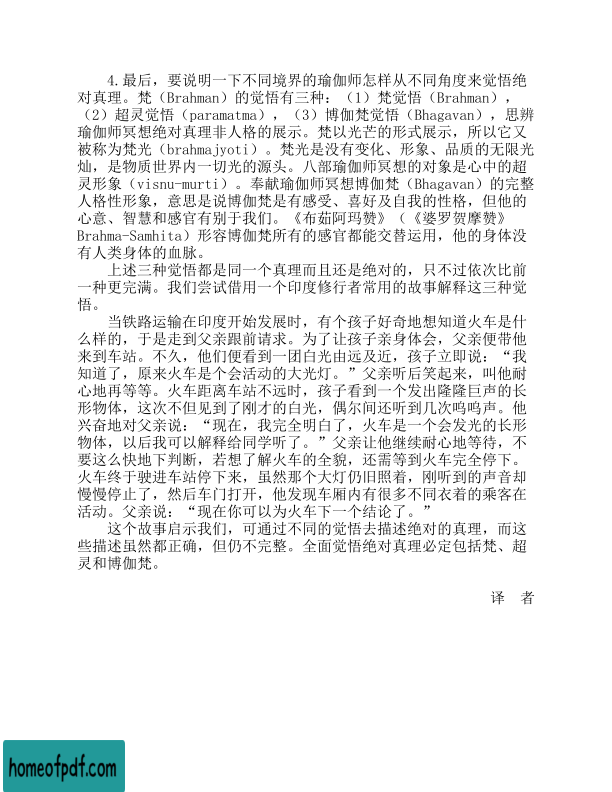 4.最后，要说明一下不同境界的瑜伽师怎样从不同角度来觉悟绝
对真理。梵（Brahman）的觉悟有三种：（1）梵觉悟（Brahman），
（2）超灵觉悟（paramatma），（3）博伽梵觉悟（Bhagavan），思辨
瑜伽师冥想绝对真理非人格的展示。梵以光芒的形式展示，所以它又
被称为梵光（brahmajyoti）。梵光是没有变化、形象、品质的无限光
灿，是物质世界内一切光的源头。八部瑜伽师冥想的对象是心中的超
灵形象（visnu-murti）。奉献瑜伽师冥想博伽梵（Bhagavan）的完整
人格性形象，意思是说博伽梵是有感受、喜好及自我的性格，但他的
心意、智慧和感官有别于我们。《布茹阿玛赞》（《婆罗贺摩赞》
Brahma-Samhita）形容博伽梵所有的感官都能交替运用，他的身体没
有人类身体的血脉。
上述三种觉悟都是同一个真理而且还是绝对的，只不过依次比前
一种更完满。我们尝试借用一个印度修行者常用的故事解释这三种觉
悟。
当铁路运输在印度开始发展时，有个孩子好奇地想知道火车是什
么样的，于是走到父亲跟前请求。为了让孩子亲身体会，父亲便带他
来到车站。不久，他们便看到一团白光由远及近，孩子立即说：“我
知道了，原来火车是个会活动的大光灯。”父亲听后笑起来，叫他耐
心地再等等。火车距离车站不远时，孩子看到一个发出隆隆巨声的长
形物体，这次不但见到了刚才的白光，偶尔间还听到几次呜呜声。他
兴奋地对父亲说：“现在，我完全明白了，火车是一个会发光的长形
物体，以后我可以解释给同学听了。”父亲让他继续耐心地等待，不
要这么快地下判断，若想了解火车的全貌，还需等到火车完全停下。
火车终于驶进车站停下来，虽然那个大灯仍旧照着，刚听到的声音却
慢慢停止了，然后车门打开，他发现车厢内有很多不同衣着的乘客在
活动。父亲说：“现在你可以为火车下一个结论了。”
这个故事启示我们，可通过不同的觉悟去描述绝对的真理，而这
些描述虽然都正确，但仍不完整。全面觉悟绝对真理必定包括梵、超
灵和博伽梵。
译　者
homeofpdf.com